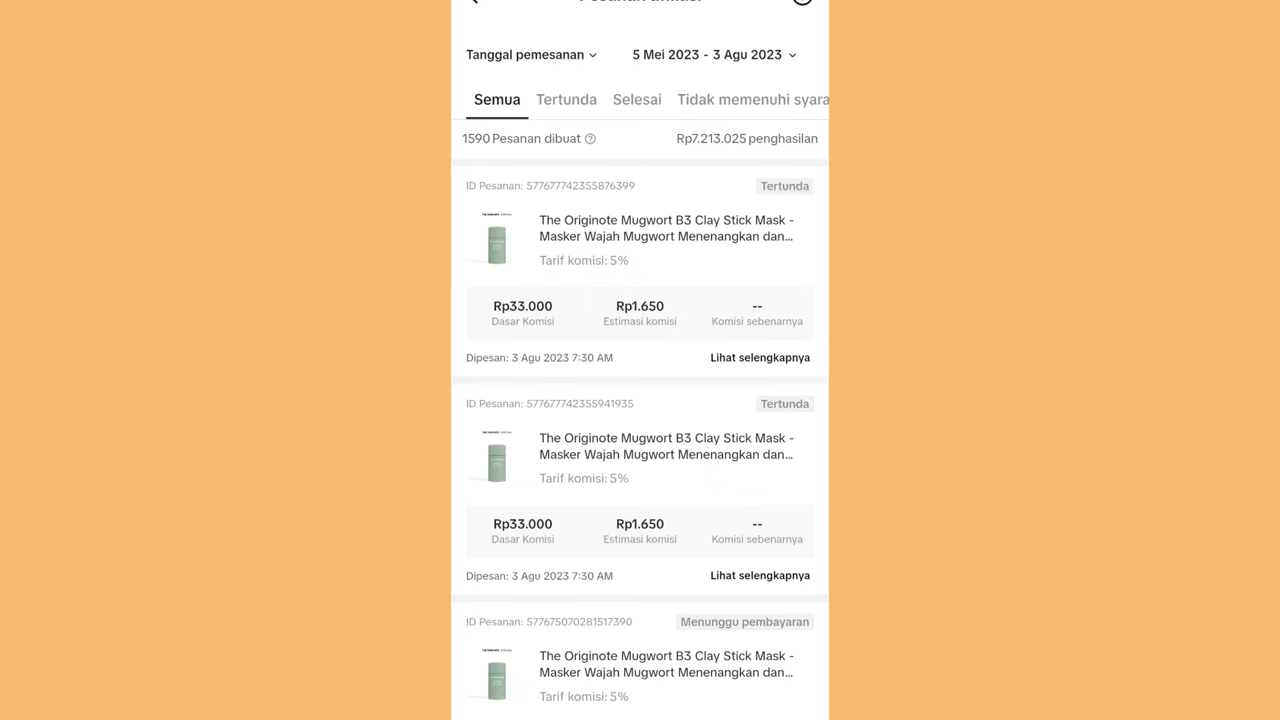 Tanggal pemesanan 5 Mei 2023 - 3 Agu 2023
Semua Tertunda Selesai Tidak memenuhi syara
1590 Pesanan dibuat Rp7.213.025 penghasilan
ID Pesanan: 577677742355876399 Tertunda
The Originote Mugwort B3 Clay Stick Mask -
Masker Wajah Mugwort Menenangkan dan...
Tarif komisi: 5%
Rp33.000 Rp1.650 --
Dasar Komisi Estimasi komisi Komisi sebenarnya
Dipesan: 3 Agu 2023 7:30 AM Lihat selengkapnya
ID Pesanan: 577677742355941935 Tertunda
The Originote Mugwort B3 Clay Stick Mask -
Masker Wajah Mugwort Menenangkan dan...
Tarif komisi: 5%
Rp33.000 Rp1.650 --
Dasar Komisi Estimasi komisi Komisi sebenarnya
Dipesan: 3 Agu 2023 7:30 AM Lihat selengkapnya
ID Pesanan: 577675070281517390 Menunggu pembayaran
The Originote Mugwort B3 Clay Stick Mask -
Masker Wajah Mugwort Menenangkan dan...
Tarif komisi: 5%